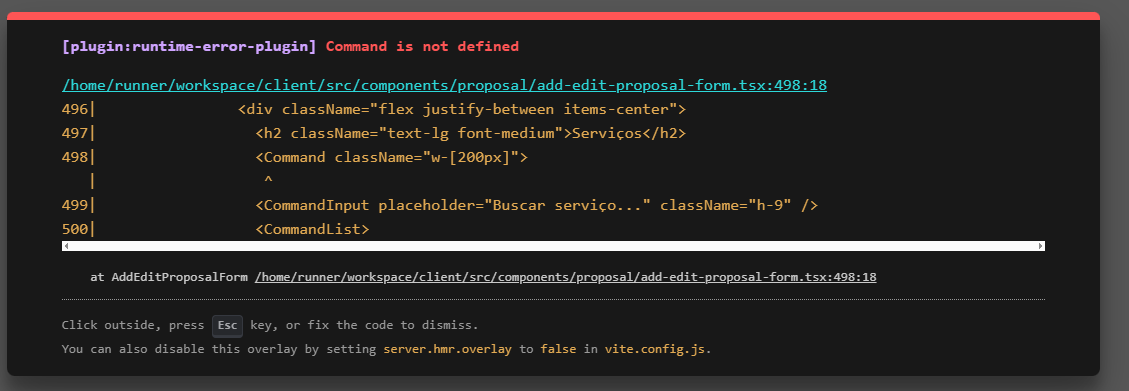 [plugin:runtime-error-plugin] Command is not defined
/home/runner/workspace/client/src/components/proposal/add-edit-proposal-form.tsx:498:18
496|                <div className="flex justify-between items-center">
497|                  <h2 className="text-lg font-medium">Serviços</h2>
498|                  <Command className="w-[200px]">
   |                   ^
499|                  <CommandInput placeholder="Buscar serviço..." className="h-9" />
500|                  <CommandList>
at AddEditProposalForm /home/runner/workspace/client/src/components/proposal/add-edit-proposal-form.tsx:498:18
Click outside, press Esc key, or fix the code to dismiss.
You can also disable this overlay by setting server.hmr.overlay to false in vite.config.js.